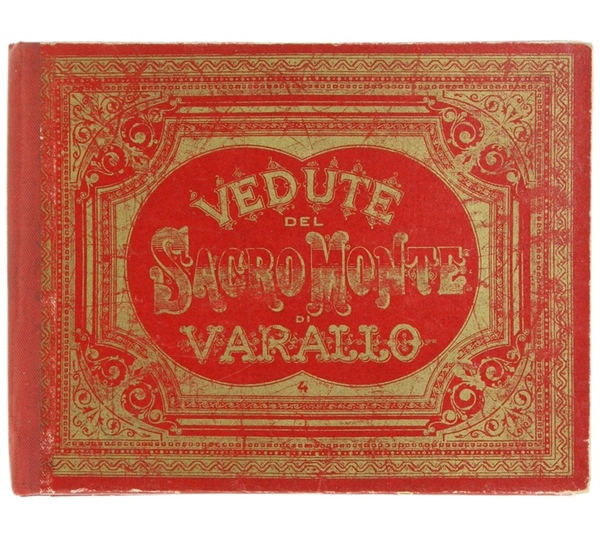 VEDUTE
DEL
SACRO MONTE
DI
VARALLO
4